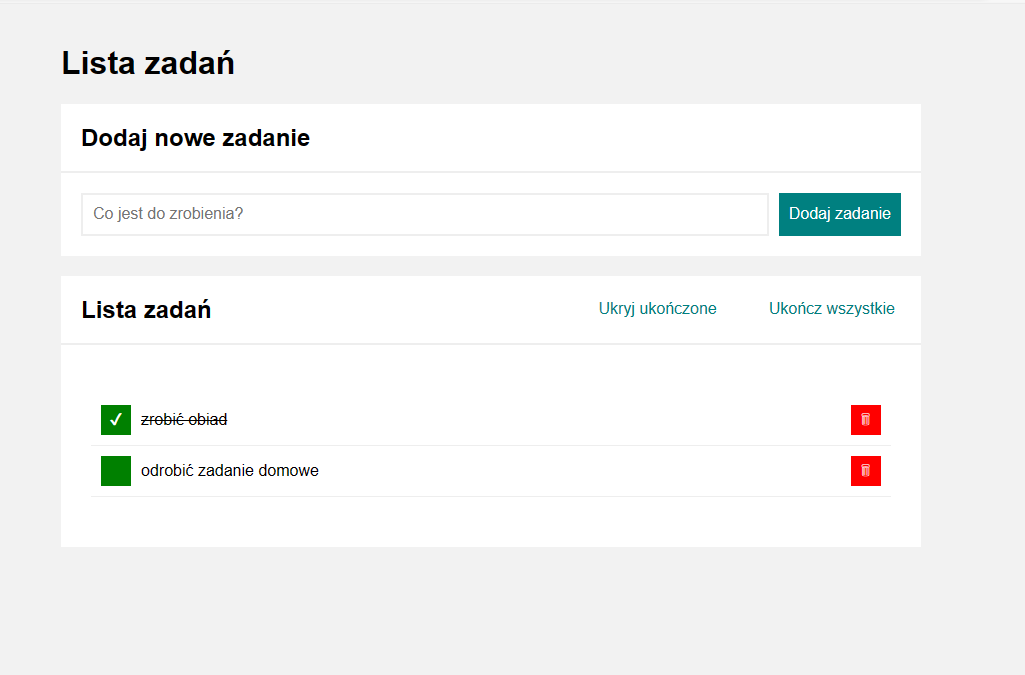 Lista zadań
Dodaj nowe zadanie
Co jest do zrobienia?
Dodaj zadanie
Lista zadań
Ukryj ukończone
Ukończ wszystkie
zrobić obiad
odrobić zadanie domowe